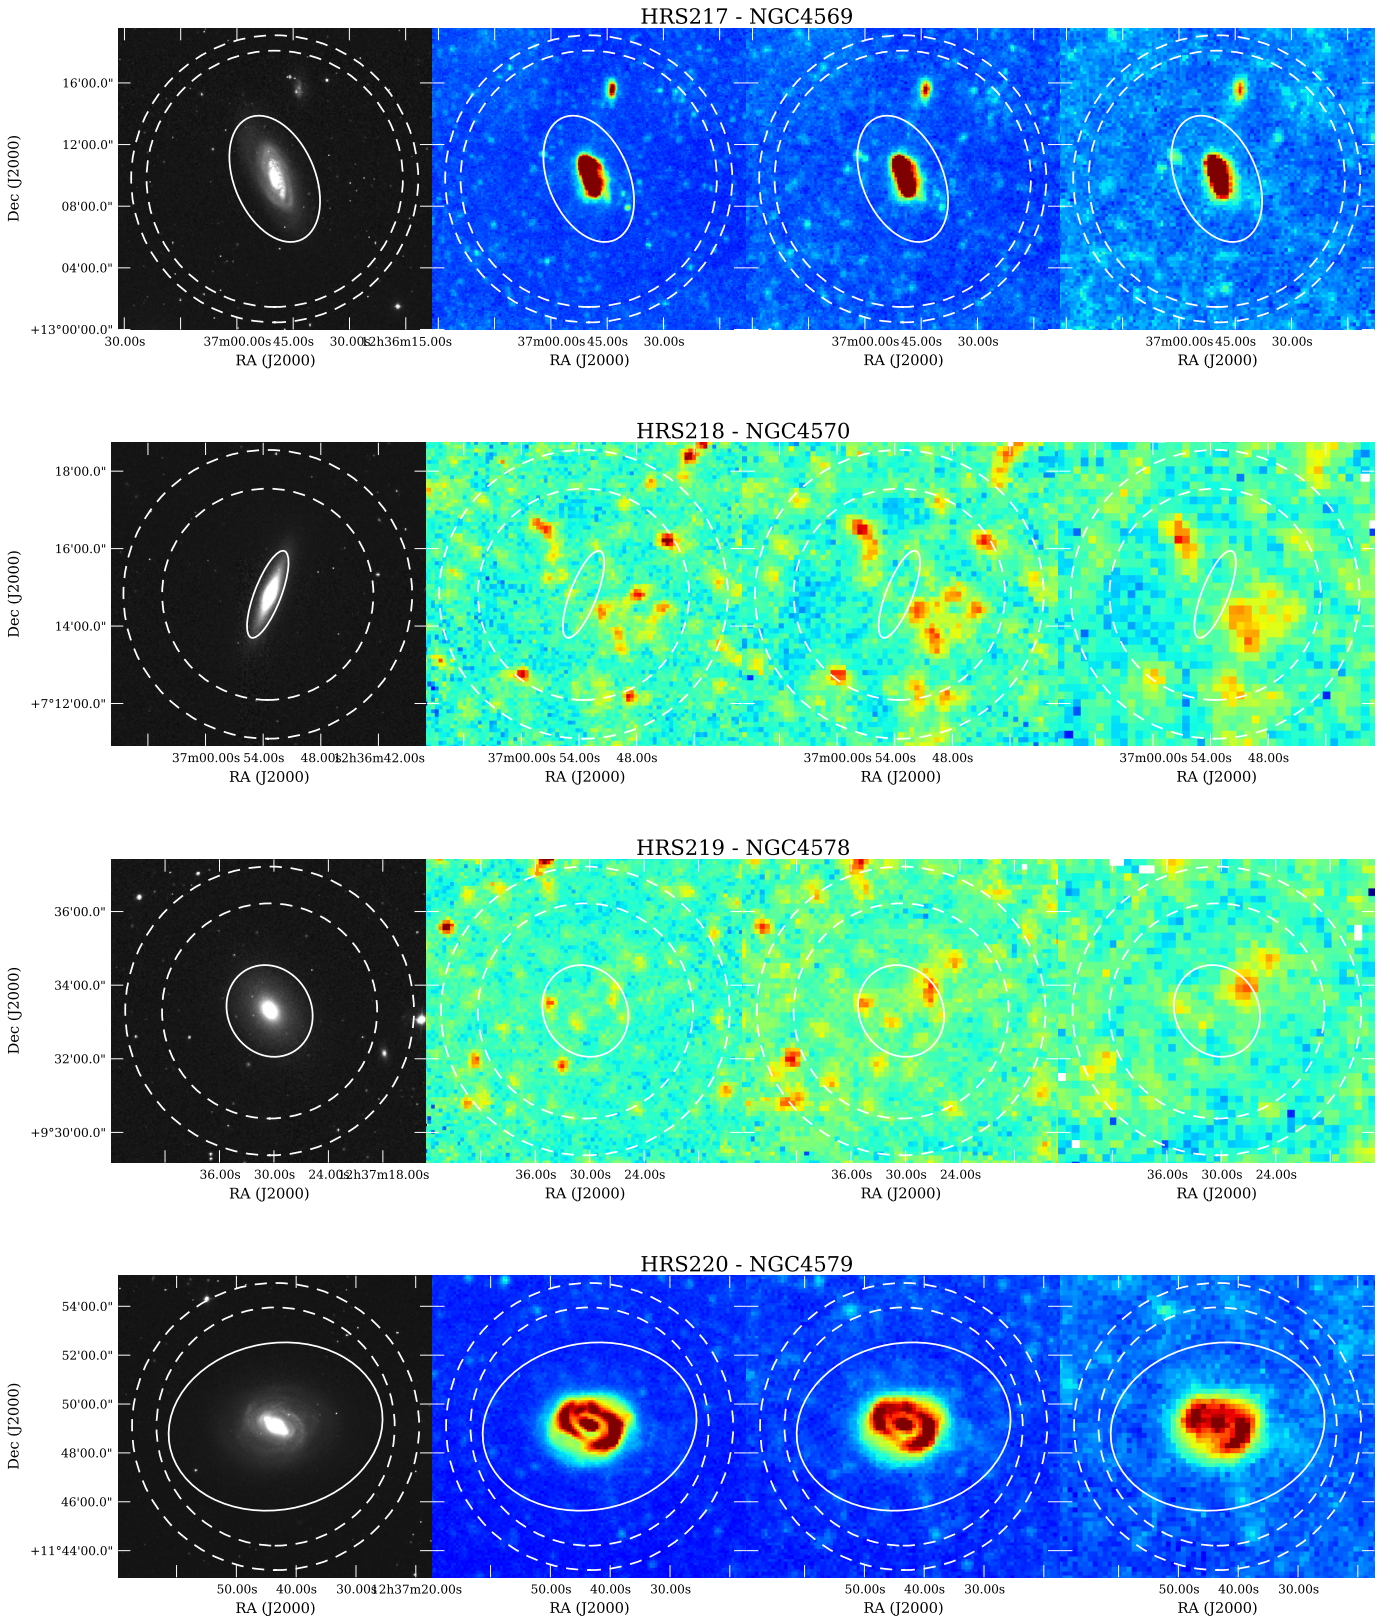 HRS217 - NGC4569
Dec (J2000)
16'00.0"
12'00.0"
08'00.0"
04'00.0"
+13°00'00.0"
30.00s 37m00.00s 45.00s 30.00s 12h36m15.00s 37m00.00s 45.00s 30.00s 37m00.00s 45.00s 30.00s 37m00.00s 45.00s 30.00s
RA (J2000) RA (J2000) RA (J2000) RA (J2000)
HRS218 - NGC4570
Dec (J2000)
18'00.0"
16'00.0"
14'00.0"
+7°12'00.0"
37m00.00s 54.00s 48.00s 12h36m42.00s 37m00.00s 54.00s 48.00s 37m00.00s 54.00s 48.00s 37m00.00s 54.00s 48.00s
RA (J2000) RA (J2000) RA (J2000) RA (J2000)
HRS219 - NGC4578
Dec (J2000)
36'00.0"
34'00.0"
32'00.0"
+9°30'00.0"
36.00s 30.00s 24.00s 12h37m18.00s 36.00s 30.00s 24.00s 36.00s 30.00s 24.00s 36.00s 30.00s 24.00s
RA (J2000) RA (J2000) RA (J2000) RA (J2000)
HRS220 - NGC4579
Dec (J2000)
54'00.0"
52'00.0"
50'00.0"
48'00.0"
46'00.0"
+11°44'00.0"
50.00s 40.00s 30.00s 12h37m20.00s 50.00s 40.00s 30.00s 50.00s 40.00s 30.00s 50.00s 40.00s 30.00s
RA (J2000) RA (J2000) RA (J2000) RA (J2000)